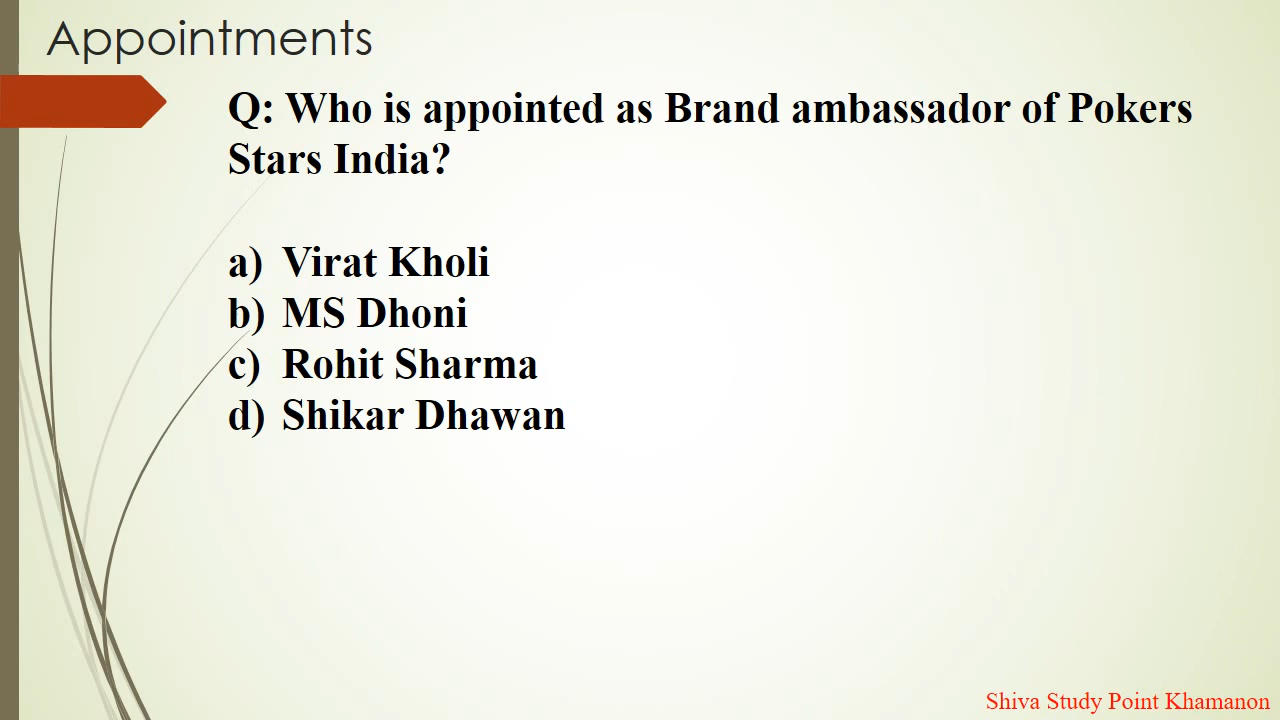 Appointments
Q: Who is appointed as Brand ambassador of Pokers
Stars India?
a) Virat Kholi
b) MS Dhoni
c) Rohit Sharma
d) Shikar Dhawan
Shiva Study Point Khamanon